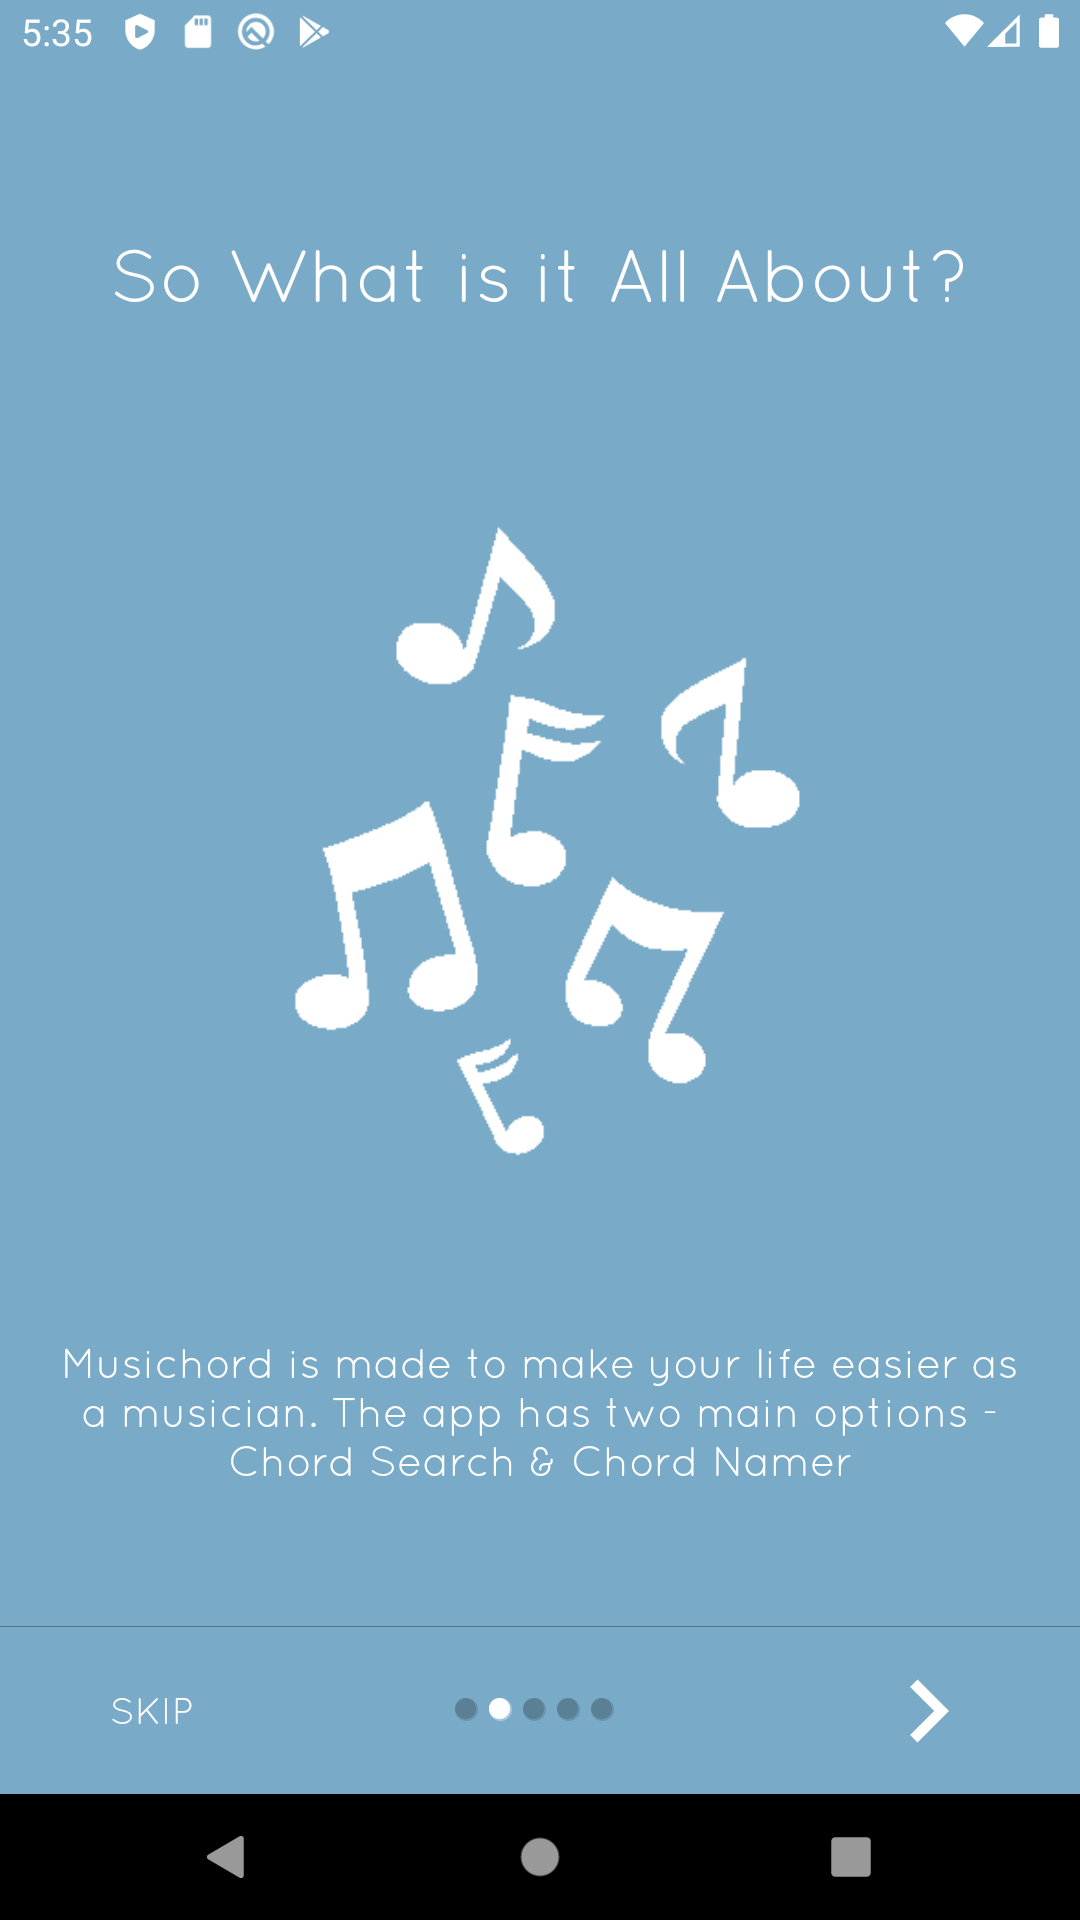 5:35
So What is it All About?
Musichord is made to make your life easier as
a musician. The app has two main options -
Chord Search & Chord Namer
SKIP